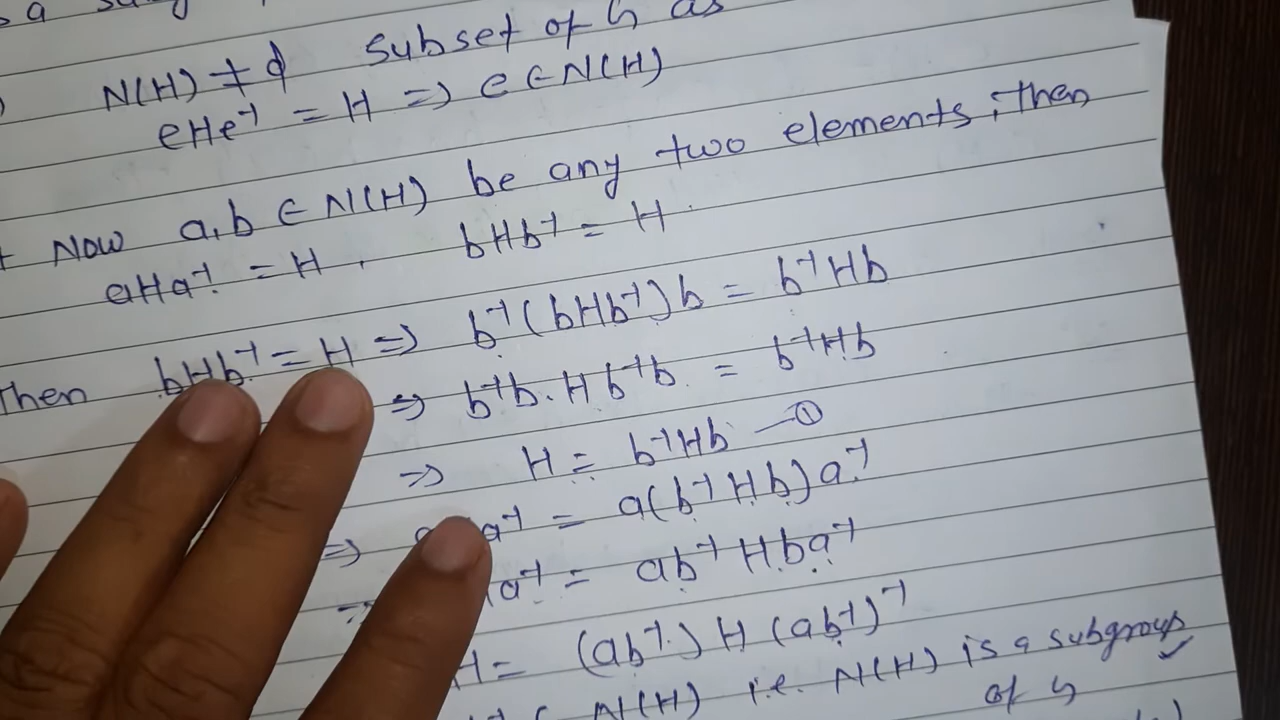 N(H) ≠ ϕ subset of G as
eHe⁻¹ = H => e ∈ N(H)
Now a, b ∈ N(H) be any two elements, then
aHa⁻¹ = H, bHb⁻¹ = H.
Then bHb⁻¹ = H => b⁻¹(bHb⁻¹)b = b⁻¹Hb
=> b⁻¹b.Hb⁻¹b = b⁻¹Hb
=> H = b⁻¹Hb —①
=> a⁻¹ = a(b⁻¹Hb)a⁻¹
a⁻¹ = ab⁻¹Hba⁻¹
H = (ab⁻¹)H(ab⁻¹)⁻¹
∈ N(H) i.e. N(H) is a subgroup
of G